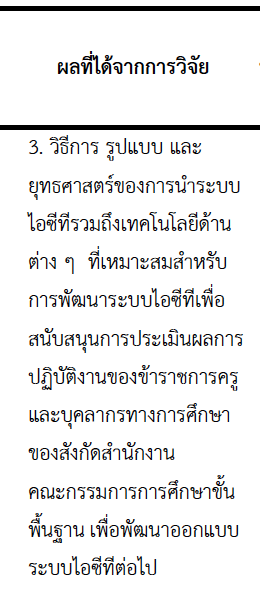 ผลที่ได้จากการวิจัย
3. วิธีการ รูปแบบ และ
ยุทธศาสตร์ของการนำระบบ
ไอซีทีรวมถึงเทคโนโลยีด้าน
ต่าง ๆ ที่เหมาะสมสำหรับ
การพัฒนาระบบไอซีทีเพื่อ
สนับสนุนการประเมินผลการ
ปฏิบัติงานของข้าราชการครู
และบุคลากรทางการศึกษา
ของสังกัดสำนักงาน
คณะกรรมการการศึกษาขั้น
พื้นฐาน เพื่อพัฒนาออกแบบ
ระบบไอซีทีต่อไป